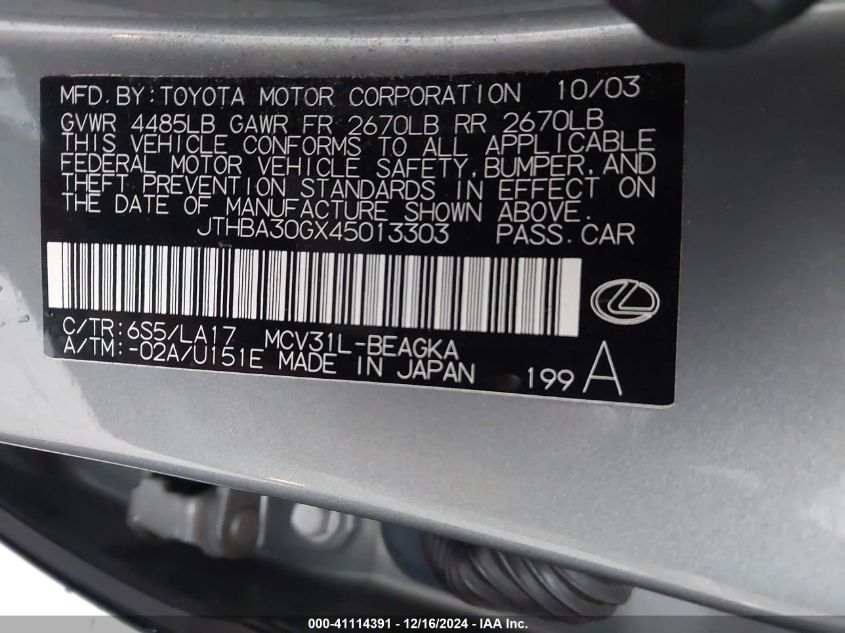 MFD. BY: TOYOTA MOTOR CORPORATION 10/03
GVWR 4485LB GAWR FR 2670LB RR 2670LB
THIS VEHICLE CONFORMS TO ALL APPLICABLE
FEDERAL MOTOR VEHICLE SAFETY, BUMPER, AND
THEFT PREVENTION STANDARDS IN EFFECT ON
THE DATE OF MANUFACTURE SHOWN ABOVE.
JTHBA30GX45013303 PASS. CAR
C/TR: 6S5/LA17 MCV31L-BEAGKA
A/TM: -02A/U151E MADE IN JAPAN 199 A
000-41114391 - 12/16/2024 - IAA Inc.